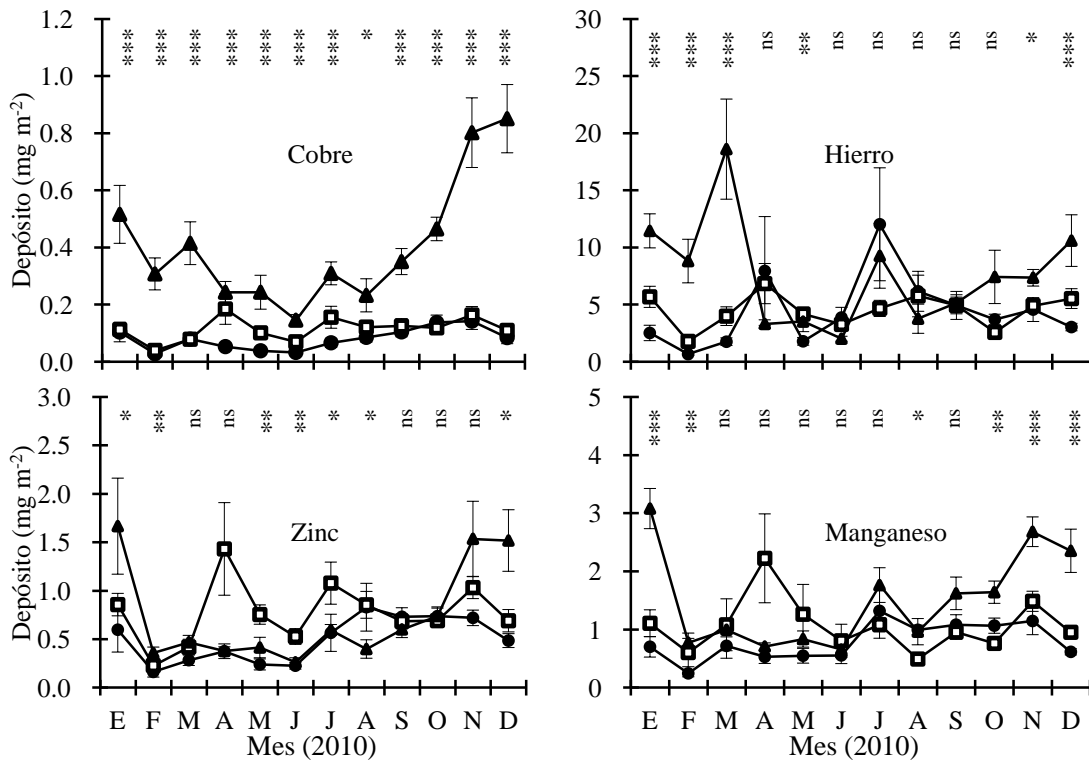 1.2
1.0
0.8
0.6
0.4
0.2
0.0
Depósito (mg m-2)
*** *** *** *** *** *** *** * *** *** *** ***
Cobre
30
25
20
15
10
5
0
*** *** *** ns ** ns ns ns ns ns * ***
Hierro
3.0
2.5
2.0
1.5
1.0
0.5
0.0
Depósito (mg m-2)
* ** ns ns ** ** * * ns ns ns *
Zinc
E F M A M J J A S O N D
Mes (2010)
5
4
3
2
1
0
*** ** ns ns ns ns ns * ns ** *** ***
Manganeso
E F M A M J J A S O N D
Mes (2010)